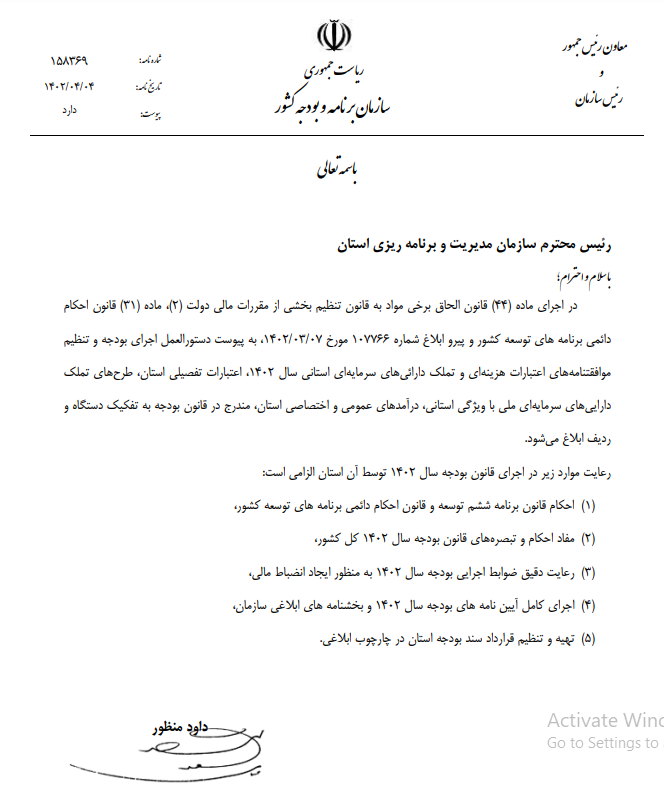 معاون رئیس جمهور
و
رئیس سازمان
ریاست جمهوری
سازمان برنامه و بودجه کشور
شماره نامه: ۱۵۸۳۶۹
تاریخ نامه: ۱۴۰۲/۰۴/۰۴
پیوست: دارد
باسمه تعالی
رئیس محترم سازمان مدیریت و برنامه ریزی استان
با سلام و احترام؛
در اجرای ماده (۴۴) قانون الحاق برخی مواد به قانون تنظیم بخشی از مقررات مالی دولت (۲)، ماده (۳۱) قانون احکام
دائمی برنامه های توسعه کشور و پیرو ابلاغ شماره ۱۰۷۷۶۶ مورخ ۱۴۰۲/۰۳/۰۷، به پیوست دستورالعمل اجرای بودجه و تنظیم
موافقتنامه‌های اعتبارات هزینه‌ای و تملک دارائی‌های سرمایه‌ای استانی سال ۱۴۰۲، اعتبارات تفصیلی استان، طرح‌های تملک
دارایی‌های سرمایه‌ای ملی با ویژگی استانی، درآمدهای عمومی و اختصاصی استان، مندرج در قانون بودجه به تفکیک دستگاه و
ردیف ابلاغ می‌شود.
رعایت موارد زیر در اجرای قانون بودجه سال ۱۴۰۲ توسط آن استان الزامی است:
(۱) احکام قانون برنامه ششم توسعه و قانون احکام دائمی برنامه های توسعه کشور،
(۲) مفاد احکام و تبصره‌های قانون بودجه سال ۱۴۰۲ کل کشور،
(۳) رعایت دقیق ضوابط اجرایی بودجه سال ۱۴۰۲ به منظور ایجاد انضباط مالی،
(۴) اجرای کامل آیین نامه های بودجه سال ۱۴۰۲ و بخشنامه های ابلاغی سازمان،
(۵) تهیه و تنظیم قرارداد سند بودجه استان در چارچوب ابلاغی.
داود منظور
Activate Wind
Go to Settings to